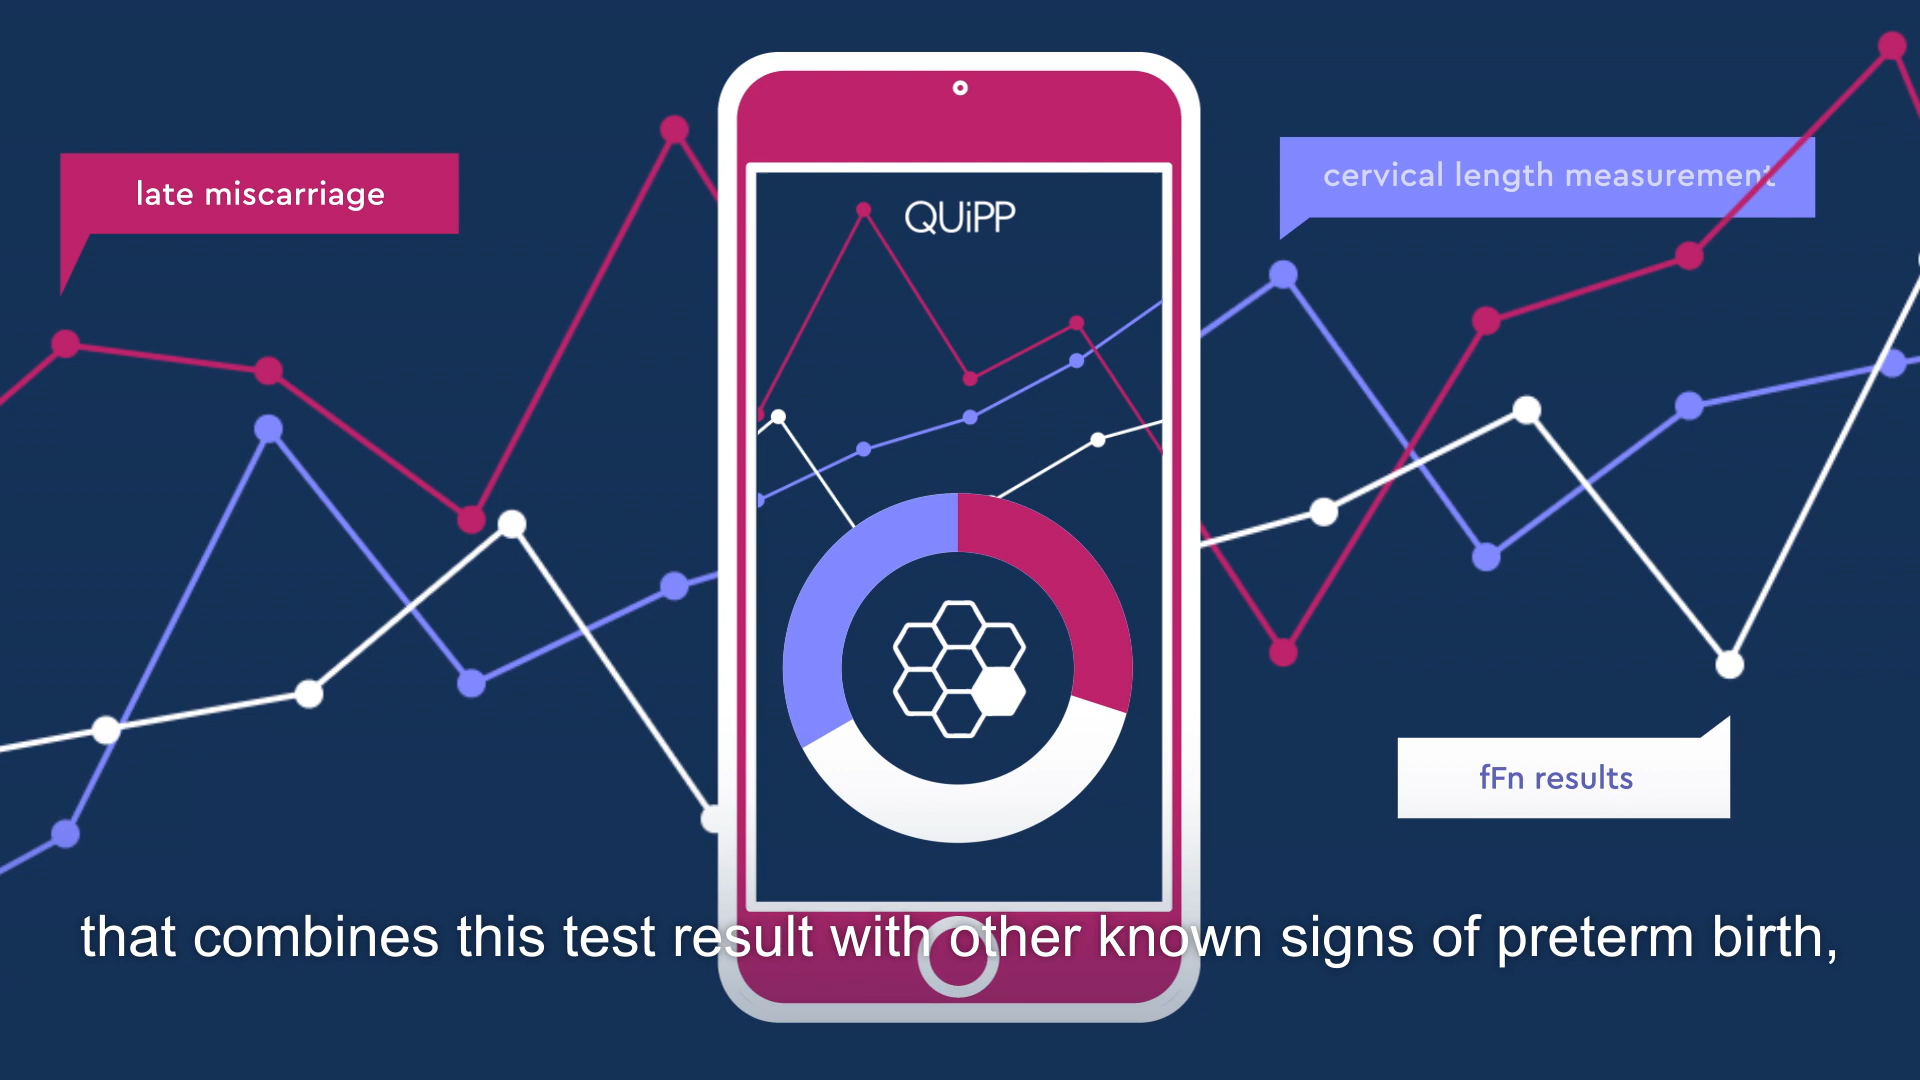 late miscarriage
cervical length measurement
QUiPP
fFn results
that combines this test result with other known signs of preterm birth,